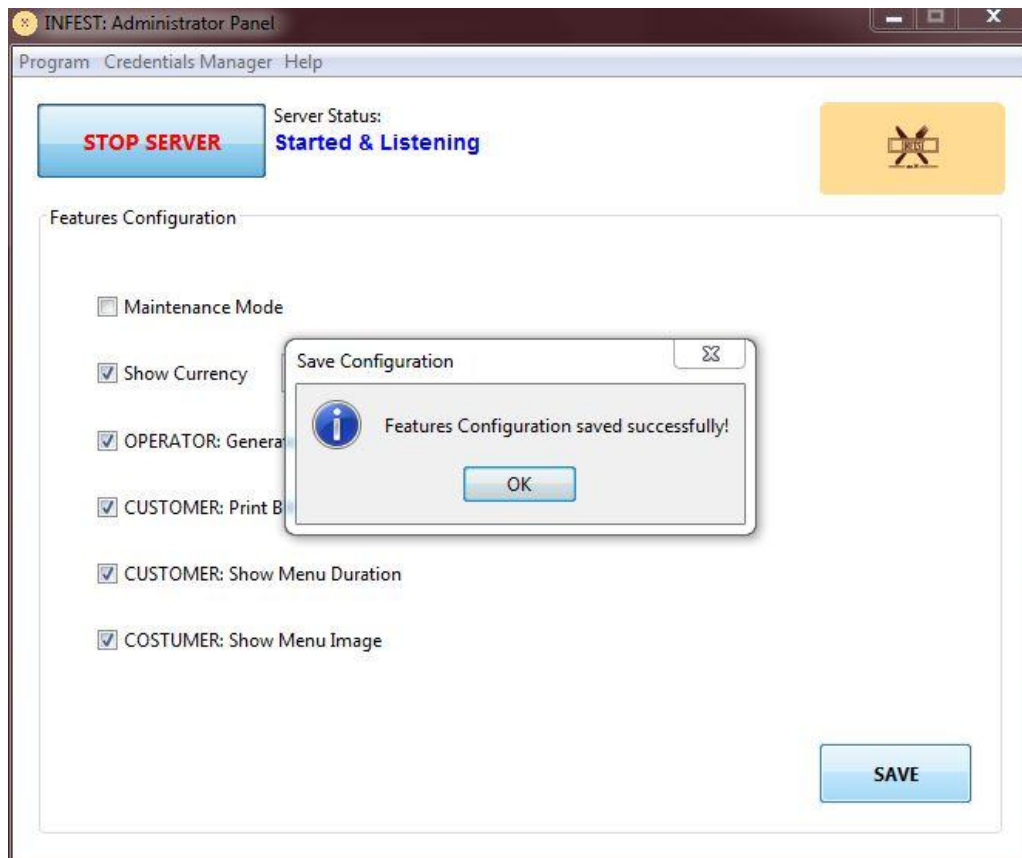 INFEST: Administrator Panel
Program Credentials Manager Help
STOP SERVER
Server Status:
Started & Listening
INFEST
Features Configuration
Maintenance Mode
Show Currency
Save Configuration
Features Configuration saved successfully!
OK
OPERATOR:
CUSTOMER: Print
CUSTOMER: Show Menu Duration
COSTUMER: Show Menu Image
SAVE